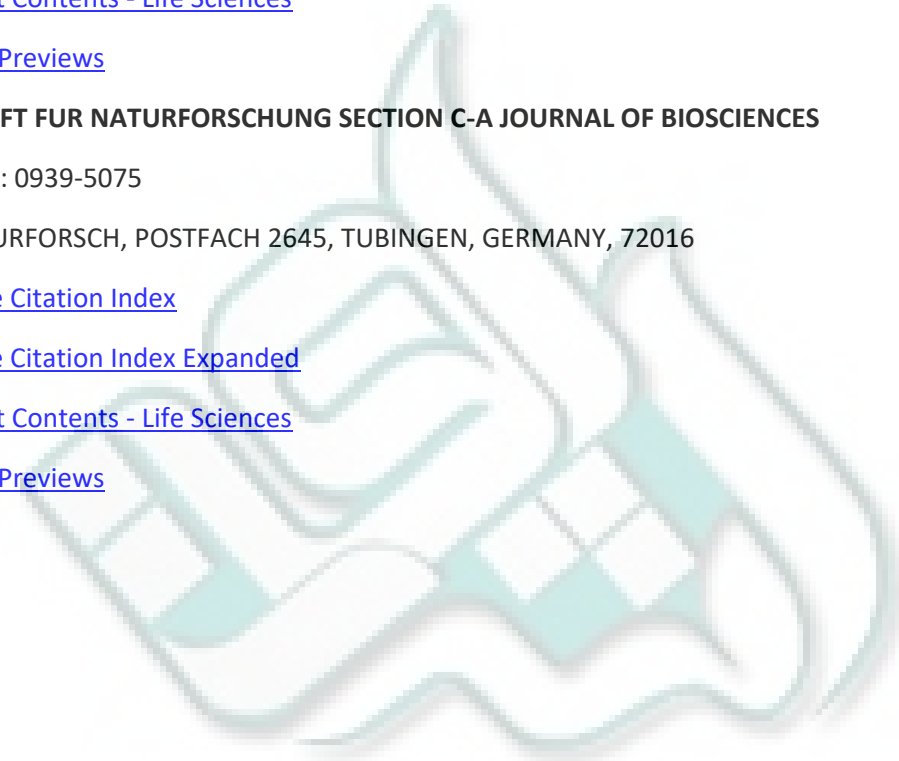 t Contents - Life Sciences
Previews
FT FUR NATURFORSCHUNG SECTION C-A JOURNAL OF BIOSCIENCES
: 0939-5075
URFORSCH, POSTFACH 2645, TUBINGEN, GERMANY, 72016
e Citation Index
e Citation Index Expanded
t Contents - Life Sciences
Previews